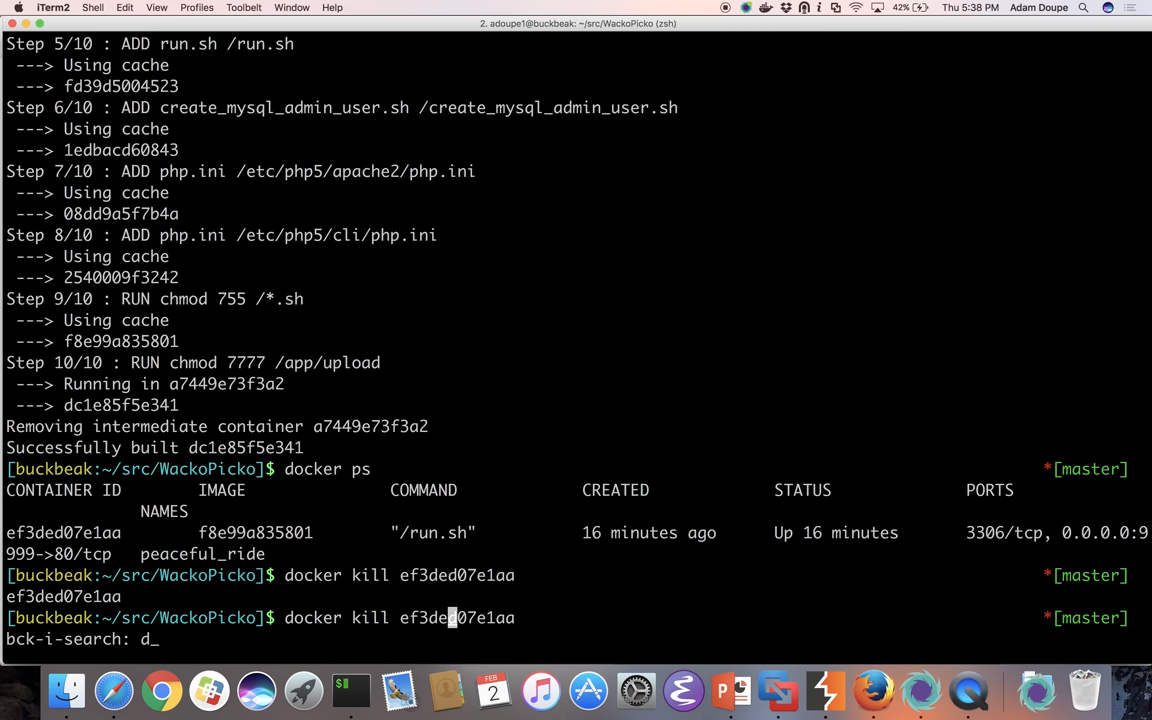 iTerm2 Shell Edit View Profiles Toolbelt Window Help 42% Thu 5:38 PM Adam Doupe
2. adoupe1@buckbeak: ~/src/WackoPicko (zsh)
Step 5/10 : ADD run.sh /run.sh
---> Using cache
---> fd39d5004523
Step 6/10 : ADD create_mysql_admin_user.sh /create_mysql_admin_user.sh
---> Using cache
---> 1edbacd60843
Step 7/10 : ADD php.ini /etc/php5/apache2/php.ini
---> Using cache
---> 08dd9a5f7b4a
Step 8/10 : ADD php.ini /etc/php5/cli/php.ini
---> Using cache
---> 2540009f3242
Step 9/10 : RUN chmod 755 /*.sh
---> Using cache
---> f8e99a835801
Step 10/10 : RUN chmod 7777 /app/upload
---> Running in a7449e73f3a2
---> dc1e85f5e341
Removing intermediate container a7449e73f3a2
Successfully built dc1e85f5e341
[buckbeak:~/src/WackoPicko]$ docker ps *[master]
CONTAINER ID IMAGE COMMAND CREATED STATUS PORTS
NAMES
ef3ded07e1aa f8e99a835801 "/run.sh" 16 minutes ago Up 16 minutes 3306/tcp, 0.0.0.0:9
999->80/tcp peaceful_ride
[buckbeak:~/src/WackoPicko]$ docker kill ef3ded07e1aa *[master]
ef3ded07e1aa
[buckbeak:~/src/WackoPicko]$ docker kill ef3ded07e1aa *[master]
bck-i-search: d_
$
FEB
2